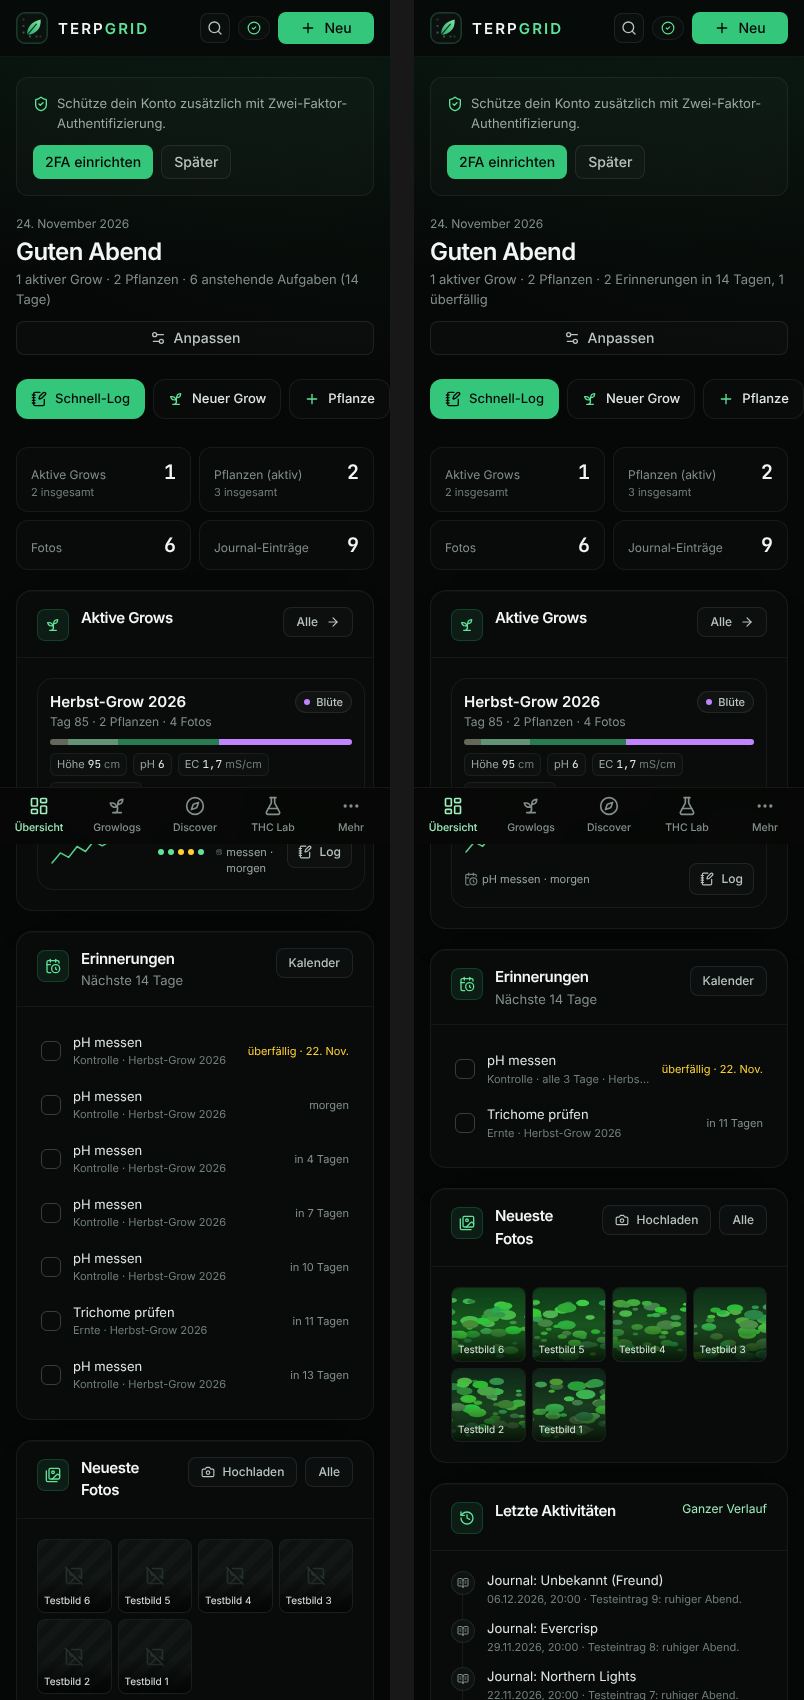 TERPGRID
Neu
Schütze dein Konto zusätzlich mit Zwei-Faktor-
Authentifizierung.
2FA einrichten
Später
24. November 2026
Guten Abend
1 aktiver Grow · 2 Pflanzen · 6 anstehende Aufgaben (14
Tage)
Anpassen
Schnell-Log
Neuer Grow
Pflanze
Aktive Grows
1
2 insgesamt
Pflanzen (aktiv)
2
3 insgesamt
Fotos
6
Journal-Einträge
9
Aktive Grows
Alle
Herbst-Grow 2026
Blüte
Tag 85 · 2 Pflanzen · 4 Fotos
Höhe 95 cm
pH 6
EC 1,7 mS/cm
Übersicht
Growlogs
Discover
THC Lab
Mehr
messen ·
morgen
Log
Erinnerungen
Nächste 14 Tage
Kalender
pH messen
Kontrolle · Herbst-Grow 2026
überfällig · 22. Nov.
pH messen
Kontrolle · Herbst-Grow 2026
morgen
pH messen
Kontrolle · Herbst-Grow 2026
in 4 Tagen
pH messen
Kontrolle · Herbst-Grow 2026
in 7 Tagen
pH messen
Kontrolle · Herbst-Grow 2026
in 10 Tagen
Trichome prüfen
Ernte · Herbst-Grow 2026
in 11 Tagen
pH messen
Kontrolle · Herbst-Grow 2026
in 13 Tagen
Neueste
Fotos
Hochladen
Alle
Testbild 6
Testbild 5
Testbild 4
Testbild 3
Testbild 2
Testbild 1
TERPGRID
Neu
Schütze dein Konto zusätzlich mit Zwei-Faktor-
Authentifizierung.
2FA einrichten
Später
24. November 2026
Guten Abend
1 aktiver Grow · 2 Pflanzen · 2 Erinnerungen in 14 Tagen, 1
überfällig
Anpassen
Schnell-Log
Neuer Grow
Pflanze
Aktive Grows
1
2 insgesamt
Pflanzen (aktiv)
2
3 insgesamt
Fotos
6
Journal-Einträge
9
Aktive Grows
Alle
Herbst-Grow 2026
Blüte
Tag 85 · 2 Pflanzen · 4 Fotos
Höhe 95 cm
pH 6
EC 1,7 mS/cm
Übersicht
Growlogs
Discover
THC Lab
Mehr
pH messen · morgen
Log
Erinnerungen
Nächste 14 Tage
Kalender
pH messen
Kontrolle · alle 3 Tage · Herbs...
überfällig · 22. Nov.
Trichome prüfen
Ernte · Herbst-Grow 2026
in 11 Tagen
Neueste
Fotos
Hochladen
Alle
Testbild 6
Testbild 5
Testbild 4
Testbild 3
Testbild 2
Testbild 1
Letzte Aktivitäten
Ganzer Verlauf
Journal: Unbekannt (Freund)
06.12.2026, 20:00 · Testeintrag 9: ruhiger Abend.
Journal: Evercrisp
29.11.2026, 20:00 · Testeintrag 8: ruhiger Abend.
Journal: Northern Lights
22.11.2026, 20:00 · Testeintrag 7: ruhiger Abend.